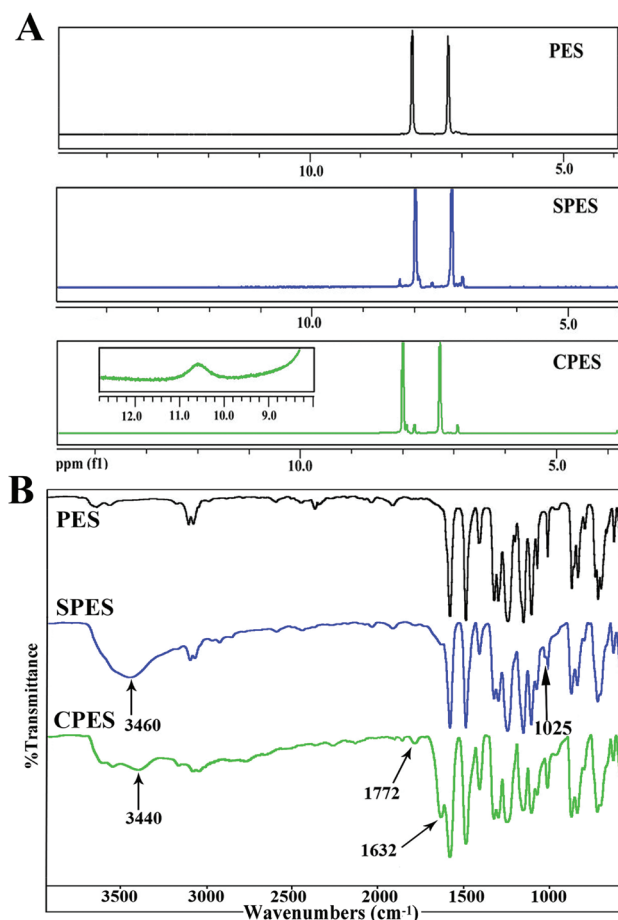 A
PES
10.0 5.0
SPES
10.0 5.0
CPES
12.0 11.0 10.0 9.0
ppm (f1) 10.0 5.0
B
PES
SPES
3460
1025
CPES
3440
1772
1632
%Transmittance
3500 3000 2500 2000 1500 1000
Wavenumbers (cm⁻¹)